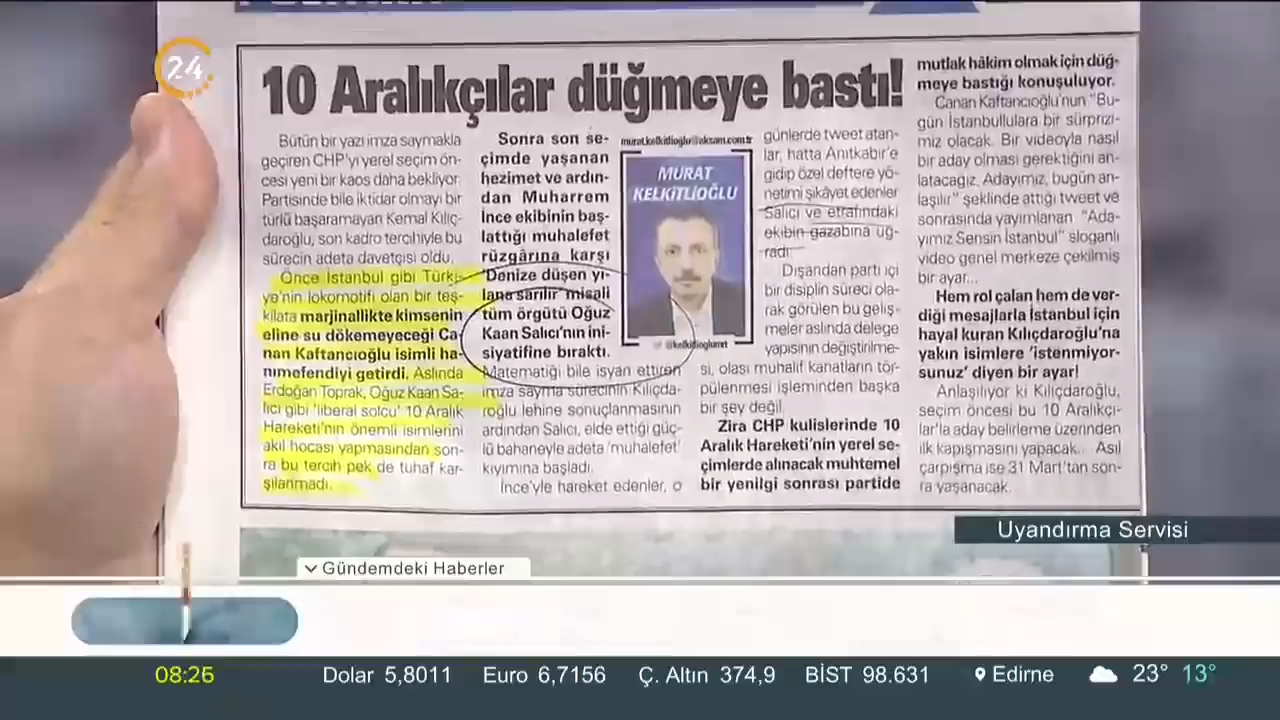 24
10 Aralıkçılar düğmeye bastı!
Bütün bir yazı imza saymakla
geçiren CHP'yi yerel seçim ön-
cesi yeni bir kaos daha bekliyor.
Partisinde bile iktidar olmayı bir
türlü başaramayan Kemal Kılıç-
daroğlu, son kadro tercihiyle bu
sürecin adeta davetçisi oldu.
Önce İstanbul gibi Türki-
ye'nin lokomotifi olan bir teş-
kilata marjinallikte kimsenin
eline su dökemeyeceği Ca-
nan Kaftancıoğlu isimli ha-
nımefendiyi getirdi. Aslında
Erdoğan Toprak, Oğuz Kaan Sa-
lıcı gibi 'liberal solcu' 10 Aralık
Hareketi'nin önemli isimlerini
akıl hocası yapmasından son-
ra bu tercih pek de tuhaf kar-
şılanmadı.
Sonra son se-
çimde yaşanan
hezimet ve ardın-
dan Muharrem
İnce ekibinin baş-
lattığı muhalefet
rüzgârına karşı
'Denize düşen yı-
lana sarılır' misali
tüm örgütü Oğuz
Kaan Salıcı'nın ini-
siyatifine bıraktı.
Matematiği bile isyan ettiren
imza sayma sürecinin Kılıçda-
roğlu lehine sonuçlanmasının
ardından Salıcı, elde ettiği güç-
lü bahaneyle adeta 'muhalefet'
kıyımına başladı.
İnce'yle hareket edenler, o
murat.kelkitlioglu@aksam.com.tr
MURAT
KELKİTLİOĞLU
@kelkitlioglumrt
günlerde tweet atan-
lar, hatta Anıtkabir'e
gidip özel deftere yö-
netimi şikâyet edenler
Salıcı ve etrafındaki
ekibin gazabına uğ-
radı.
Dışarıdan parti içi
bir disiplin süreci ola-
rak görülen bu geliş-
meler aslında delege
yapısının değiştirilme-
si, olası muhalif kanatların tör-
pülenmesi işleminden başka
bir şey değil.
Zira CHP kulislerinde 10
Aralık Hareketi'nin yerel se-
çimlerde alınacak muhtemel
bir yenilgi sonrası partide
mutlak hâkim olmak için düğ-
meye bastığı konuşuluyor.
Canan Kaftancıoğlu'nun "Bu-
gün İstanbullulara bir sürprizi-
miz olacak. Bir videoyla nasıl
bir aday olması gerektiğini an-
latacağız. Adayımız, bugün an-
laşılır" şeklinde attığı tweet ve
sonrasında yayımlanan "Ada-
yımız Sensin İstanbul" sloganlı
video genel merkeze çekilmiş
bir ayar...
Hem rol çalan hem de ver-
diği mesajlarla İstanbul için
hayal kuran Kılıçdaroğlu'na
yakın isimlere 'istenmiyor-
sunuz' diyen bir ayar!
Anlaşılıyor ki Kılıçdaroğlu,
seçim öncesi bu 10 Aralıkçı-
lar'la aday belirleme üzerinden
ilk kapışmasını yapacak... Asıl
çarpışma ise 31 Mart'tan son-
ra yaşanacak.
Uyandırma Servisi
Gündemdeki Haberler
08:26 Dolar 5,8011 Euro 6,7156 Ç. Altın 374,9 BİST 98.631 Edirne 23° 13°